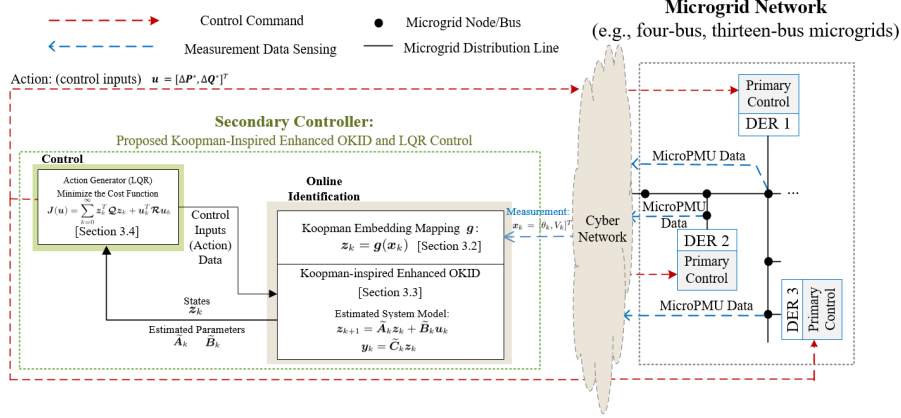 Control Command
Microgrid Node/Bus
Measurement Data Sensing
Microgrid Distribution Line
Microgrid Network
(e.g., four-bus, thirteen-bus microgrids)
Action: (control inputs) u = [ΔP*, ΔQ*]^T
Secondary Controller:
Proposed Koopman-Inspired Enhanced OKID and LQR Control
Control
Action Generator (LQR)
Minimize the Cost Function
J(u) = ∑_{k=0}^{∞} z_k^T Q z_k + u_k^T R u_k
[Section 3.4]
Control
Inputs
(Action)
Data
Online
Identification
Koopman Embedding Mapping g:
z_k = g(x_k) [Section 3.2]
Koopman-inspired Enhanced OKID
[Section 3.3]
Estimated System Model:
z_{k+1} = Ã_k z_k + B̃_k u_k
y_k = C̃_k z_k
States
z_k
Estimated Parameters
Ã_k B̃_k
Measurement:
x_k = [θ_k, V_k]^T
Cyber
Network
Primary
Control
DER 1
MicroPMU Data
...
MicroPMU
Data
DER 2
Primary
Control
MicroPMU Data
DER 3
Primary
Control